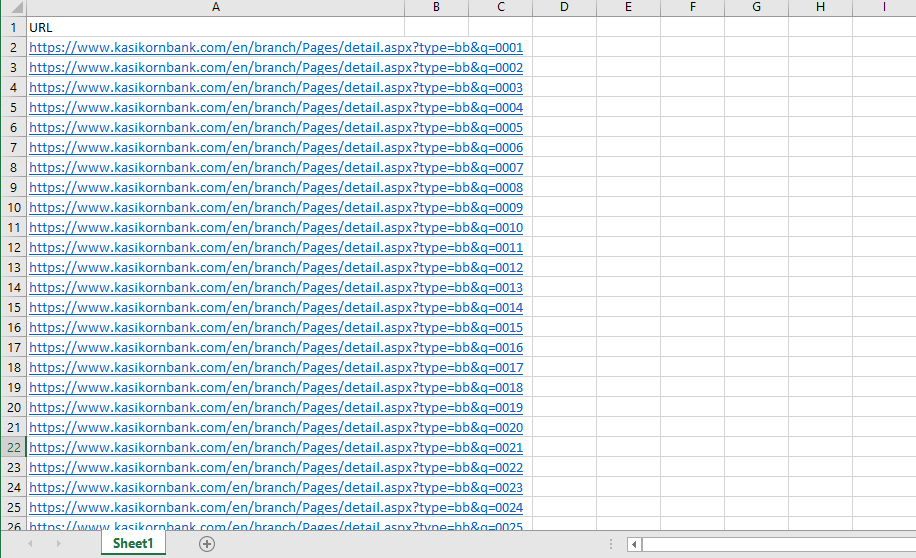 A B C D E F G H I
1 URL
2 https://www.kasikornbank.com/en/branch/Pages/detail.aspx?type=bb&q=0001
3 https://www.kasikornbank.com/en/branch/Pages/detail.aspx?type=bb&q=0002
4 https://www.kasikornbank.com/en/branch/Pages/detail.aspx?type=bb&q=0003
5 https://www.kasikornbank.com/en/branch/Pages/detail.aspx?type=bb&q=0004
6 https://www.kasikornbank.com/en/branch/Pages/detail.aspx?type=bb&q=0005
7 https://www.kasikornbank.com/en/branch/Pages/detail.aspx?type=bb&q=0006
8 https://www.kasikornbank.com/en/branch/Pages/detail.aspx?type=bb&q=0007
9 https://www.kasikornbank.com/en/branch/Pages/detail.aspx?type=bb&q=0008
10 https://www.kasikornbank.com/en/branch/Pages/detail.aspx?type=bb&q=0009
11 https://www.kasikornbank.com/en/branch/Pages/detail.aspx?type=bb&q=0010
12 https://www.kasikornbank.com/en/branch/Pages/detail.aspx?type=bb&q=0011
13 https://www.kasikornbank.com/en/branch/Pages/detail.aspx?type=bb&q=0012
14 https://www.kasikornbank.com/en/branch/Pages/detail.aspx?type=bb&q=0013
15 https://www.kasikornbank.com/en/branch/Pages/detail.aspx?type=bb&q=0014
16 https://www.kasikornbank.com/en/branch/Pages/detail.aspx?type=bb&q=0015
17 https://www.kasikornbank.com/en/branch/Pages/detail.aspx?type=bb&q=0016
18 https://www.kasikornbank.com/en/branch/Pages/detail.aspx?type=bb&q=0017
19 https://www.kasikornbank.com/en/branch/Pages/detail.aspx?type=bb&q=0018
20 https://www.kasikornbank.com/en/branch/Pages/detail.aspx?type=bb&q=0019
21 https://www.kasikornbank.com/en/branch/Pages/detail.aspx?type=bb&q=0020
22 https://www.kasikornbank.com/en/branch/Pages/detail.aspx?type=bb&q=0021
23 https://www.kasikornbank.com/en/branch/Pages/detail.aspx?type=bb&q=0022
24 https://www.kasikornbank.com/en/branch/Pages/detail.aspx?type=bb&q=0023
25 https://www.kasikornbank.com/en/branch/Pages/detail.aspx?type=bb&q=0024
26 https://www.kasikornbank.com/en/branch/Pages/detail.aspx?type=bb&q=0025
Sheet1